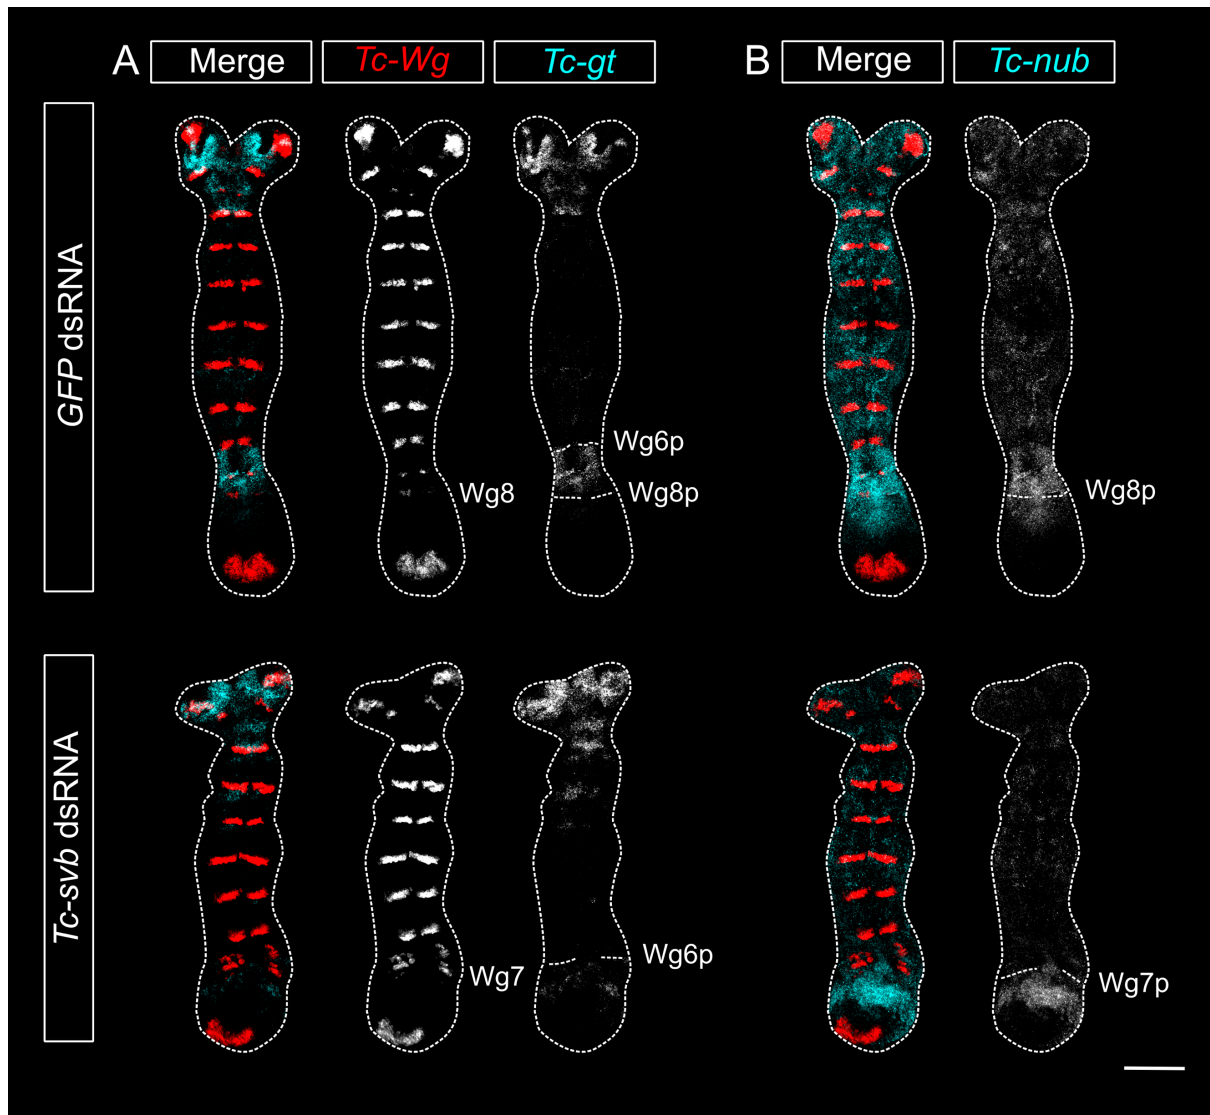 A
Merge
Tc-Wg
Tc-gt
B
Merge
Tc-nub
GFP dsRNA
Wg6p
Wg8
Wg8p
Wg8p
Tc-svb dsRNA
Wg6p
Wg7
Wg7p